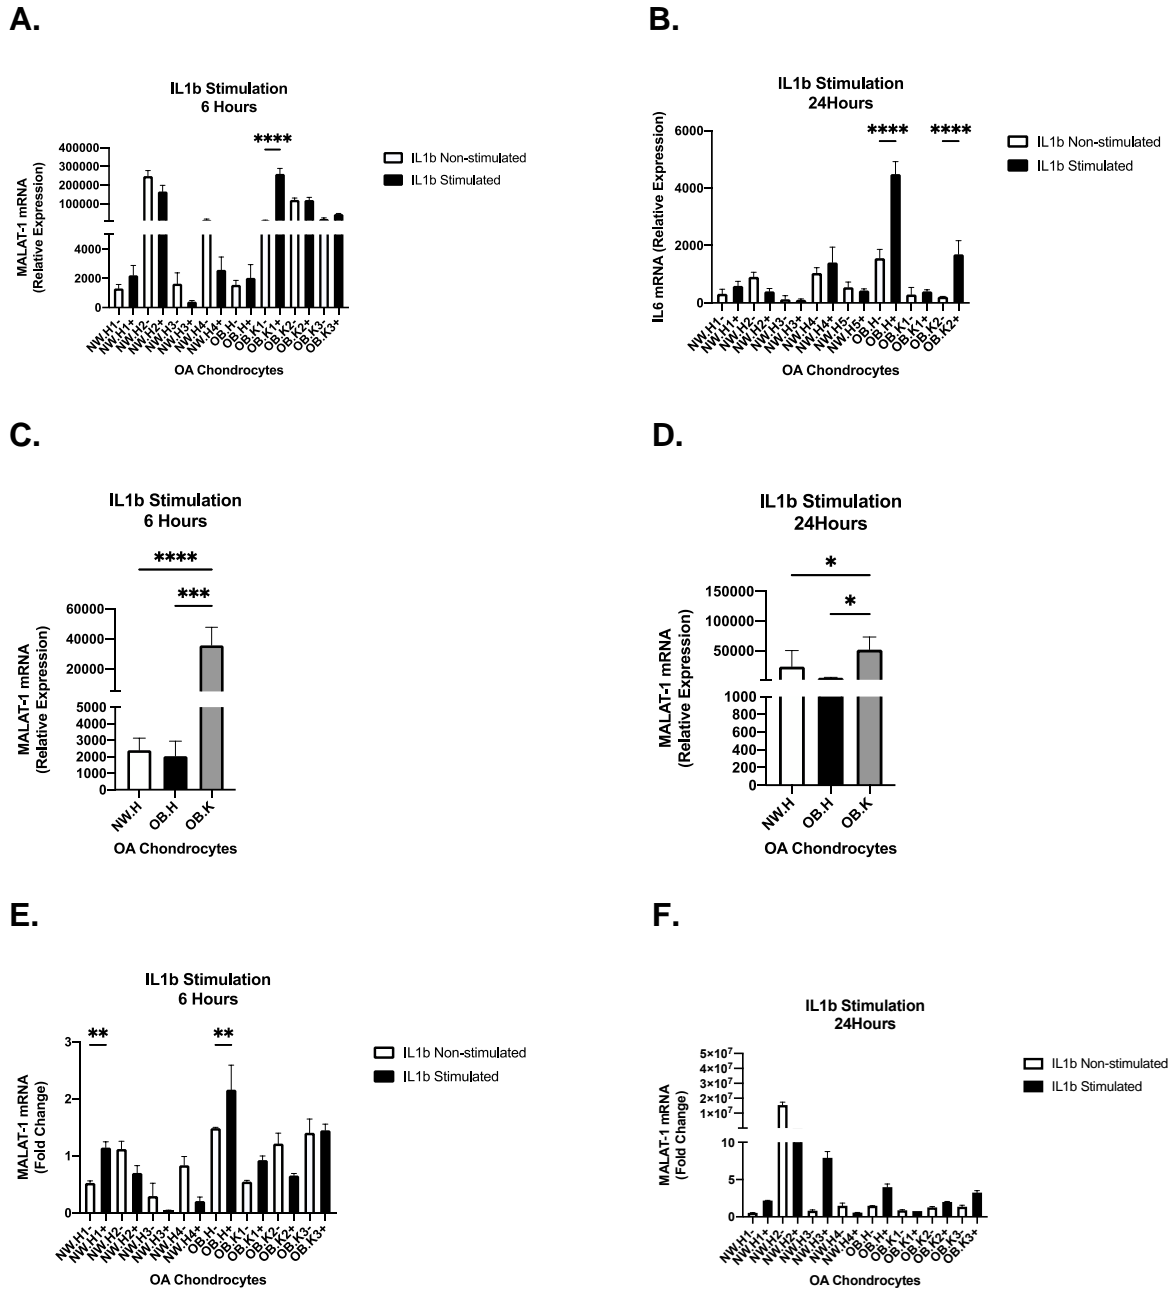 A.
IL1b Stimulation
6 Hours
****
MALAT-1 mRNA
(Relative Expression)
400000
300000
200000
100000
4000
2000
0
NW.H1-
NW.H1+
NW.H2-
NW.H2+
NW.H3-
NW.H3+
NW.H4-
NW.H4+
OB.H-
OB.H+
OB.K1-
OB.K1+
OB.K2-
OB.K2+
OB.K3-
OB.K3+
OA Chondrocytes
IL1b Non-stimulated
IL1b Stimulated
B.
IL1b Stimulation
24Hours
**** ****
IL6 mRNA (Relative Expression)
6000
4000
2000
0
NW.H1-
NW.H1+
NW.H2-
NW.H2+
NW.H3-
NW.H3+
NW.H4-
NW.H4+
NW.H5-
NW.H5+
OB.H-
OB.H+
OB.K1-
OB.K1+
OB.K2-
OB.K2+
OA Chondrocytes
IL1b Non-stimulated
IL1b Stimulated
C.
IL1b Stimulation
6 Hours
****
***
MALAT-1 mRNA
(Relative Expression)
60000
40000
20000
5000
4000
3000
2000
1000
0
NW.H
OB.H
OB.K
OA Chondrocytes
D.
IL1b Stimulation
24Hours
*
*
MALAT-1 mRNA
(Relative Expression)
150000
100000
50000
1000
800
600
400
200
0
NW.H
OB.H
OB.K
OA Chondrocytes
E.
IL1b Stimulation
6 Hours
** **
MALAT-1 mRNA
(Fold Change)
3
2
1
0
NW.H1-
NW.H1+
NW.H2-
NW.H2+
NW.H3-
NW.H3+
NW.H4-
NW.H4+
OB.H-
OB.H+
OB.K1-
OB.K1+
OB.K2-
OB.K2+
OB.K3-
OB.K3+
OA Chondrocytes
IL1b Non-stimulated
IL1b Stimulated
F.
IL1b Stimulation
24Hours
MALAT-1 mRNA
(Fold Change)
5×10⁷
4×10⁷
3×10⁷
2×10⁷
1×10⁷
10
5
0
NW.H1-
NW.H1+
NW.H2-
NW.H2+
NW.H3-
NW.H3+
NW.H4-
NW.H4+
OB.H-
OB.H+
OB.K1-
OB.K1+
OB.K2-
OB.K2+
OB.K3-
OB.K3+
OA Chondrocytes
IL1b Non-stimulated
IL1b Stimulated